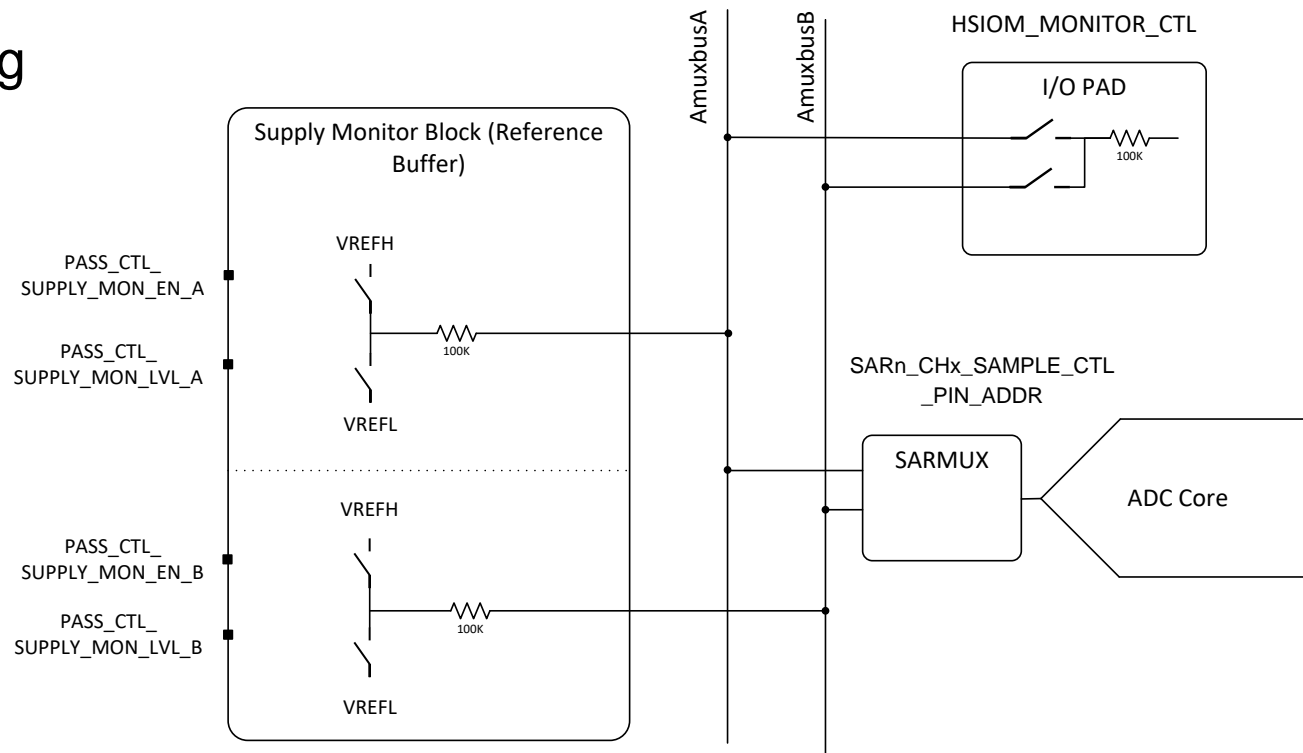 g
AmuxbusA
AmuxbusB
HSIOM_MONITOR_CTL
I/O PAD
100K
Supply Monitor Block (Reference
Buffer)
PASS_CTL_
SUPPLY_MON_EN_A
PASS_CTL_
SUPPLY_MON_LVL_A
VREFH
100K
VREFL
SARn_CHx_SAMPLE_CTL
_PIN_ADDR
SARMUX
ADC Core
PASS_CTL_
SUPPLY_MON_EN_B
PASS_CTL_
SUPPLY_MON_LVL_B
VREFH
100K
VREFL